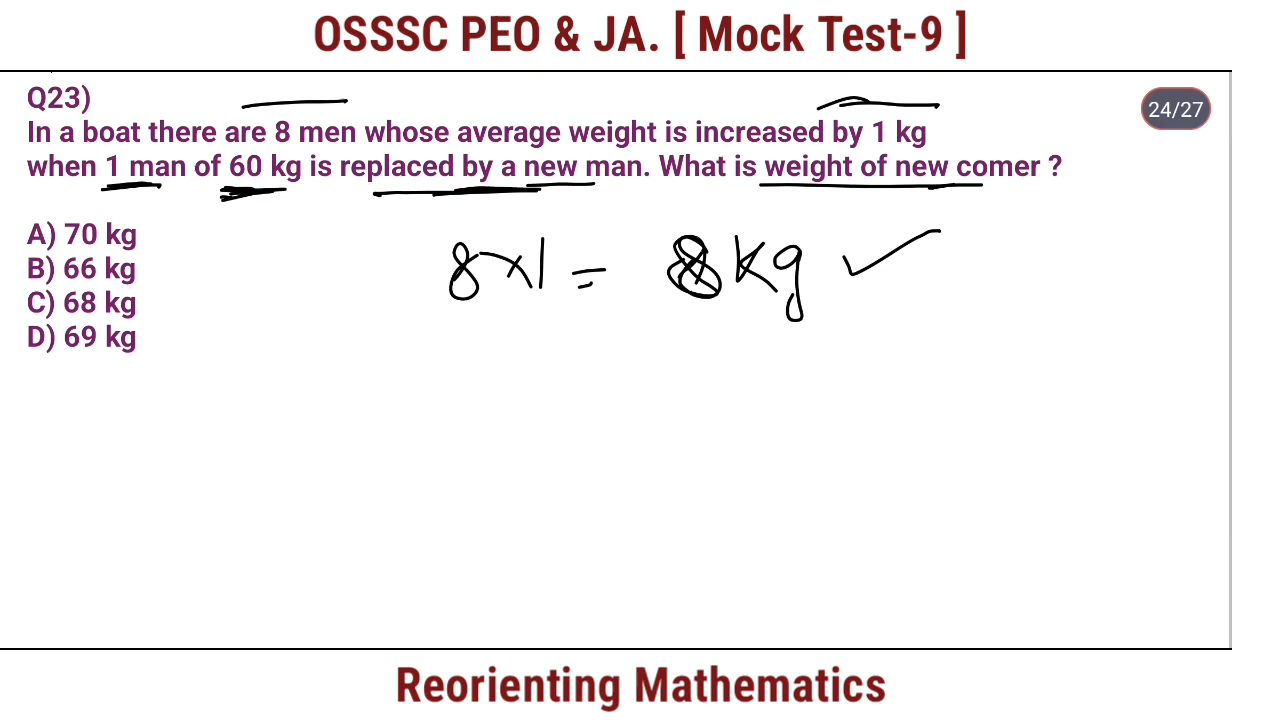 OSSSC PEO & JA. [ Mock Test-9 ]
Q23)
24/27
In a boat there are 8 men whose average weight is increased by 1 kg
when 1 man of 60 kg is replaced by a new man. What is weight of new comer ?
A) 70 kg
B) 66 kg
C) 68 kg
D) 69 kg
8x1 = 8 kg ✓
Reorienting Mathematics